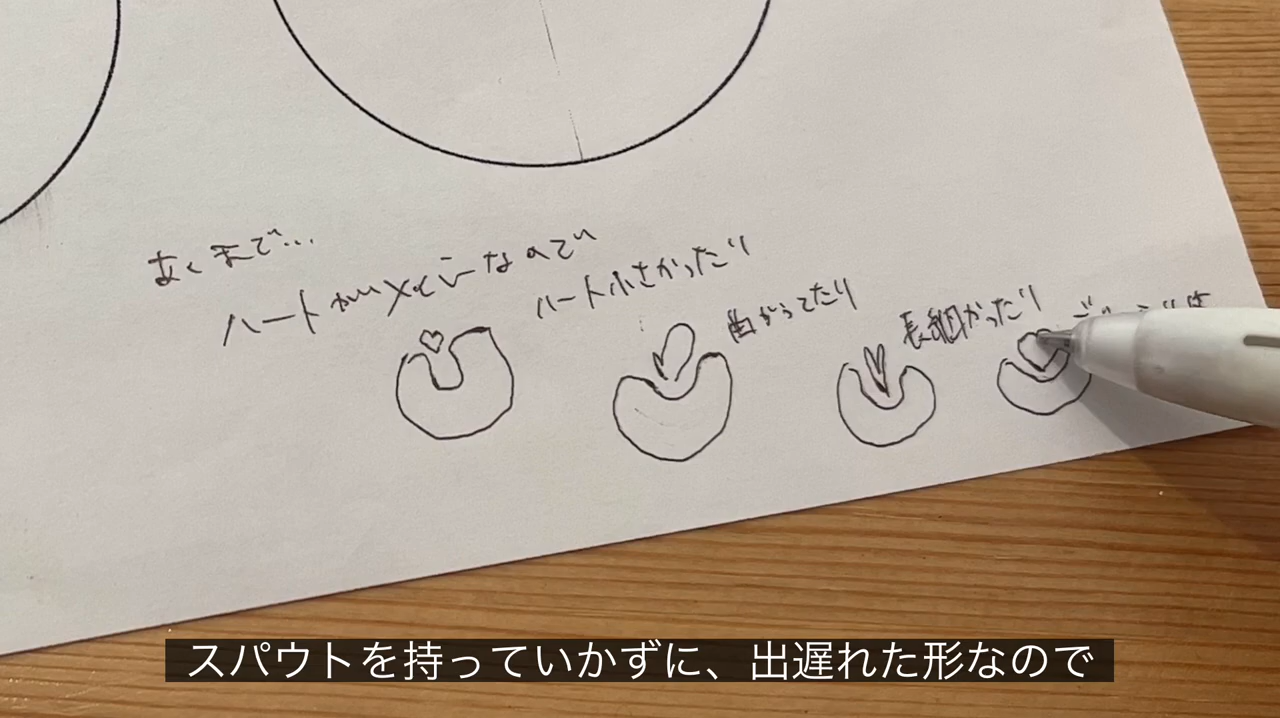 あくまで…
ハートがメインなので
ハート小さかったり
曲がってたり
長細かったり
スパウトを持っていかずに、出遅れた形なので